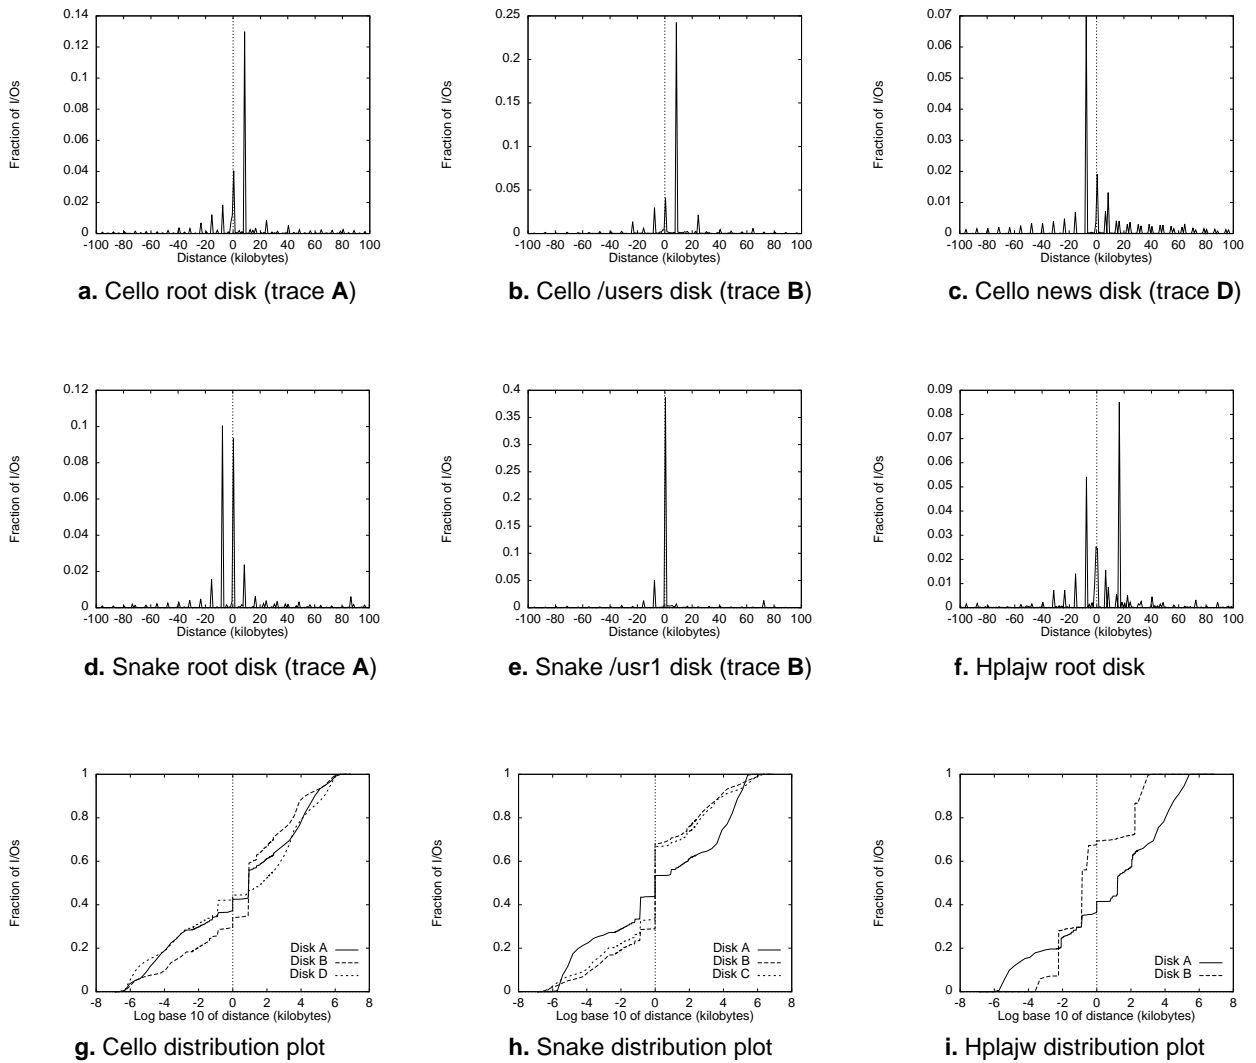 Fraction of I/Os
0.14
0.12
0.1
0.08
0.06
0.04
0.02
0
-100 -80 -60 -40 -20 0 20 40 60 80 100
Distance (kilobytes)
a. Cello root disk (trace A)
Fraction of I/Os
0.25
0.2
0.15
0.1
0.05
0
-100 -80 -60 -40 -20 0 20 40 60 80 100
Distance (kilobytes)
b. Cello /users disk (trace B)
Fraction of I/Os
0.07
0.06
0.05
0.04
0.03
0.02
0.01
0
-100 -80 -60 -40 -20 0 20 40 60 80 100
Distance (kilobytes)
c. Cello news disk (trace D)
Fraction of I/Os
0.12
0.1
0.08
0.06
0.04
0.02
0
-100 -80 -60 -40 -20 0 20 40 60 80 100
Distance (kilobytes)
d. Snake root disk (trace A)
Fraction of I/Os
0.4
0.35
0.3
0.25
0.2
0.15
0.1
0.05
0
-100 -80 -60 -40 -20 0 20 40 60 80 100
Distance (kilobytes)
e. Snake /usr1 disk (trace B)
Fraction of I/Os
0.09
0.08
0.07
0.06
0.05
0.04
0.03
0.02
0.01
0
-100 -80 -60 -40 -20 0 20 40 60 80 100
Distance (kilobytes)
f. Hplajw root disk
Fraction of I/Os
1
0.8
0.6
0.4
0.2
0
Disk A
Disk B
Disk D
-8 -6 -4 -2 0 2 4 6 8
Log base 10 of distance (kilobytes)
g. Cello distribution plot
Fraction of I/Os
1
0.8
0.6
0.4
0.2
0
Disk A
Disk B
Disk C
-8 -6 -4 -2 0 2 4 6 8
Log base 10 of distance (kilobytes)
h. Snake distribution plot
Fraction of I/Os
1
0.8
0.6
0.4
0.2
0
Disk A
Disk B
-8 -6 -4 -2 0 2 4 6 8
Log base 10 of distance (kilobytes)
i. Hplajw distribution plot